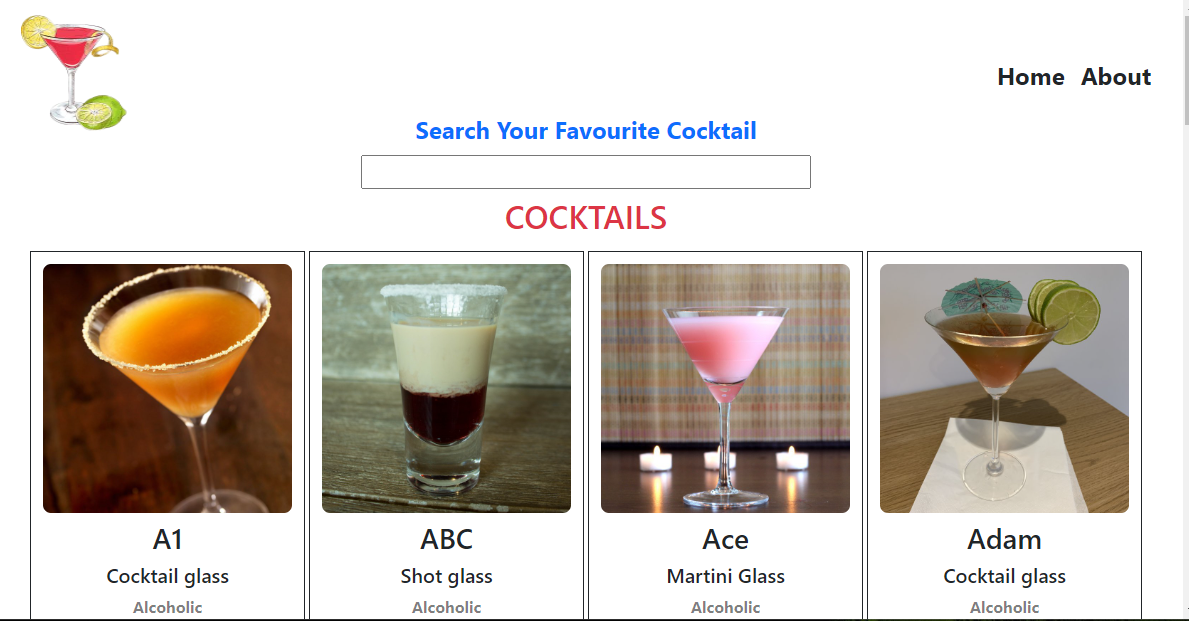 Home About
Search Your Favourite Cocktail
COCKTAILS
A1
Cocktail glass
Alcoholic
ABC
Shot glass
Alcoholic
Ace
Martini Glass
Alcoholic
Adam
Cocktail glass
Alcoholic